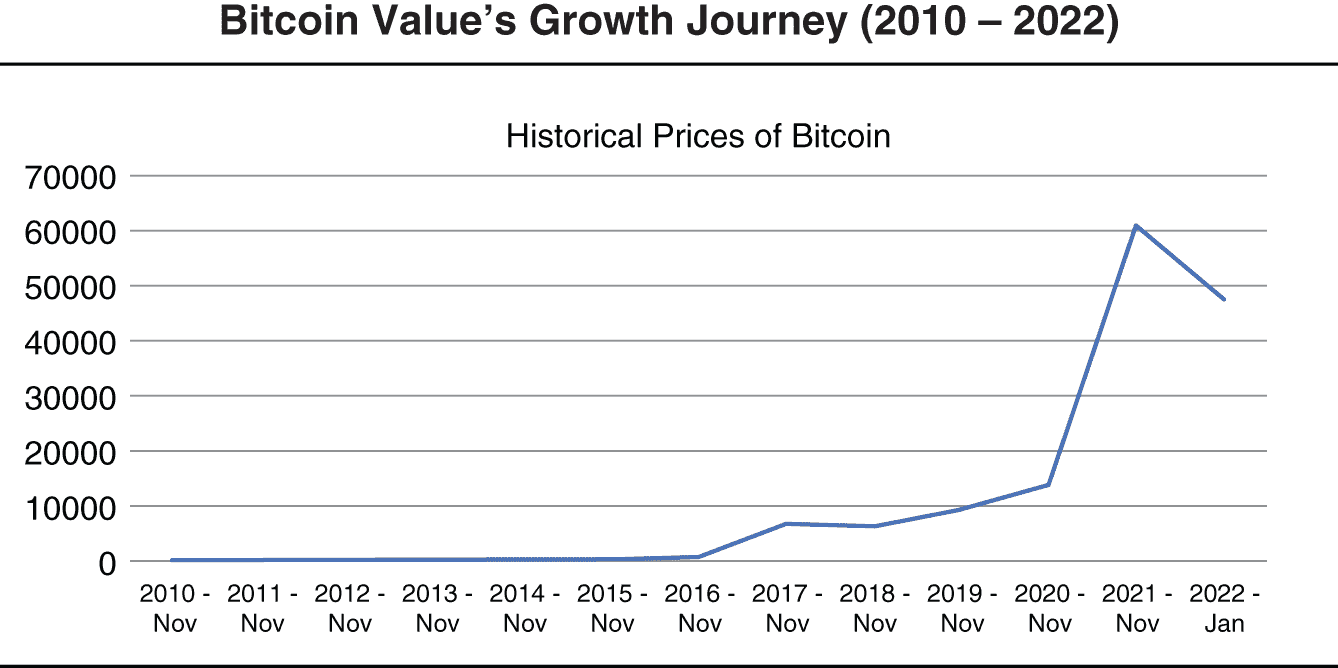 Bitcoin Value’s Growth Journey (2010 – 2022)
Historical Prices of Bitcoin
70000
60000
50000
40000
30000
20000
10000
0
2010 - 2011 - 2012 - 2013 - 2014 - 2015 - 2016 - 2017 - 2018 - 2019 - 2020 - 2021 - 2022 -
Nov Nov Nov Nov Nov Nov Nov Nov Nov Nov Nov Nov Jan